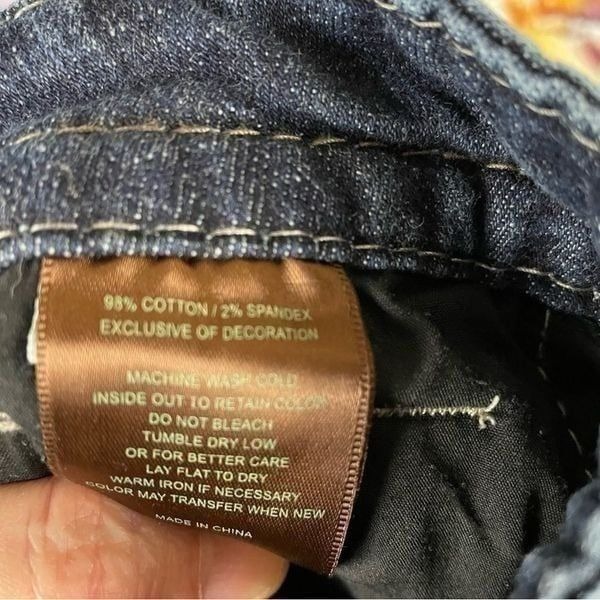 98% COTTON / 2% SPANDEX
EXCLUSIVE OF DECORATION
MACHINE WASH COLD
INSIDE OUT TO RETAIN COLOR
DO NOT BLEACH
TUMBLE DRY LOW
OR FOR BETTER CARE
LAY FLAT TO DRY
WARM IRON IF NECESSARY
COLOR MAY TRANSFER WHEN NEW
MADE IN CHINA